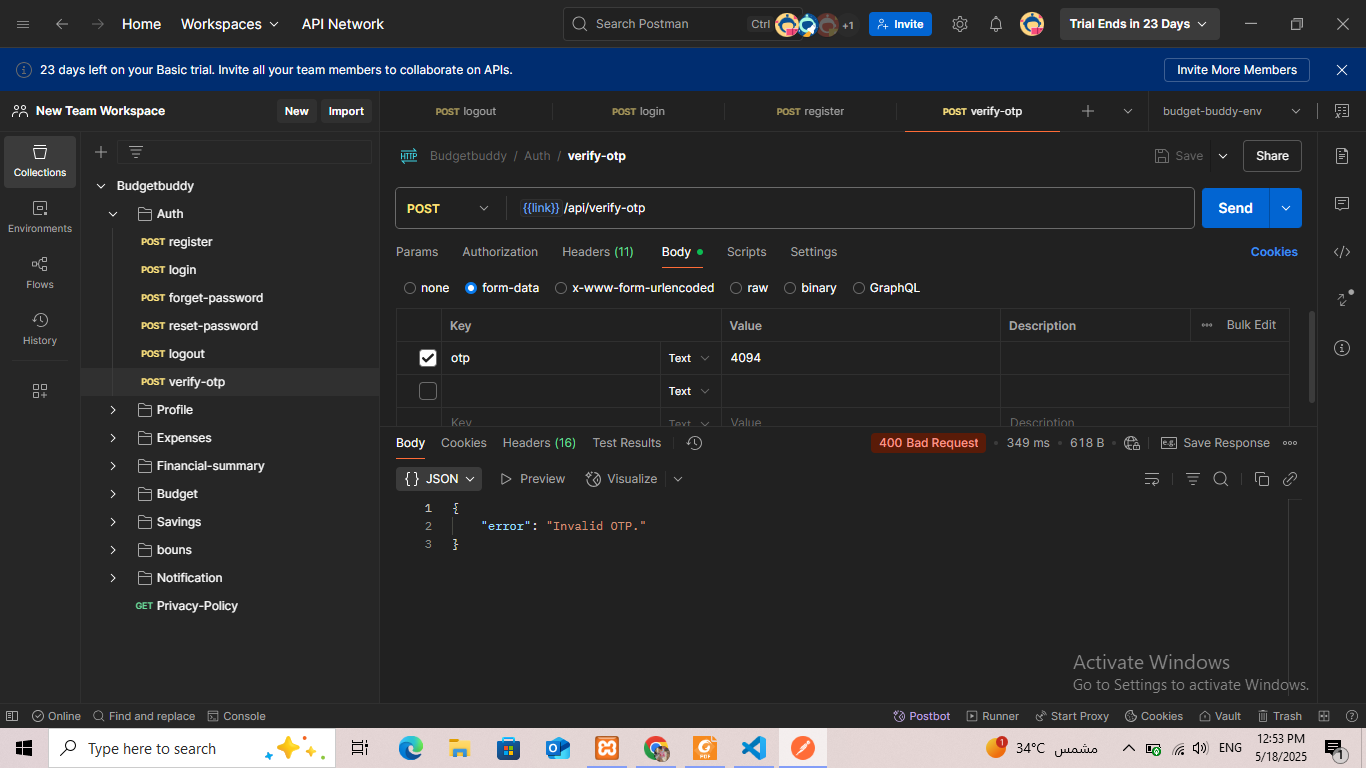 Home Workspaces API Network Search Postman Ctrl +1 Invite Trial Ends in 23 Days
23 days left on your Basic trial. Invite all your team members to collaborate on APIs. Invite More Members
New Team Workspace New Import POST logout POST login POST register POST verify-otp budget-buddy-env
Collections
Environments
Flows
History
Budgetbuddy
Auth
POST register
POST login
POST forget-password
POST reset-password
POST logout
POST verify-otp
Profile
Expenses
Financial-summary
Budget
Savings
bouns
Notification
GET Privacy-Policy
HTTP Budgetbuddy / Auth / verify-otp Save Share
POST {{link}} /api/verify-otp Send
Params Authorization Headers (11) Body Scripts Settings Cookies
none form-data x-www-form-urlencoded raw binary GraphQL
Key Value Description Bulk Edit
otp Text 4094
Text
Key Text Value Description
Body Cookies Headers (16) Test Results 400 Bad Request 349 ms 618 B e.g. Save Response
{} JSON Preview Visualize
1 {
2 "error": "Invalid OTP."
3 }
Activate Windows
Go to Settings to activate Windows.
Online Find and replace Console Postbot Runner Start Proxy Cookies Vault Trash
Type here to search PDF 1 34°C مشمس ENG 12:53 PM
5/18/2025 1